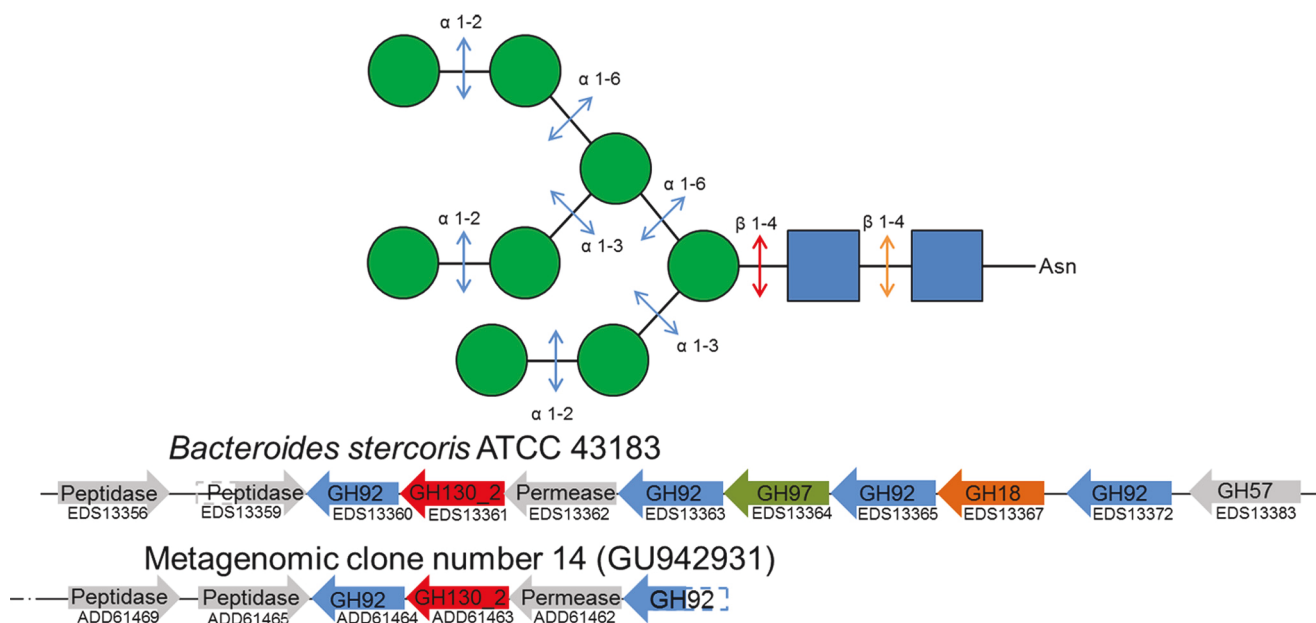 α 1-2
α 1-6
α 1-2
α 1-6
β 1-4
β 1-4
α 1-3
Asn
α 1-3
α 1-2
Bacteroides stercoris ATCC 43183
Peptidase Peptidase GH92 GH130_2 Permease GH92 GH97 GH92 GH18 GH92 GH57
EDS13356 EDS13359 EDS13360 EDS13361 EDS13362 EDS13363 EDS13364 EDS13365 EDS13367 EDS13372 EDS13383
Metagenomic clone number 14 (GU942931)
Peptidase Peptidase GH92 GH130_2 Permease GH92
ADD61469 ADD61465 ADD61464 ADD61463 ADD61462